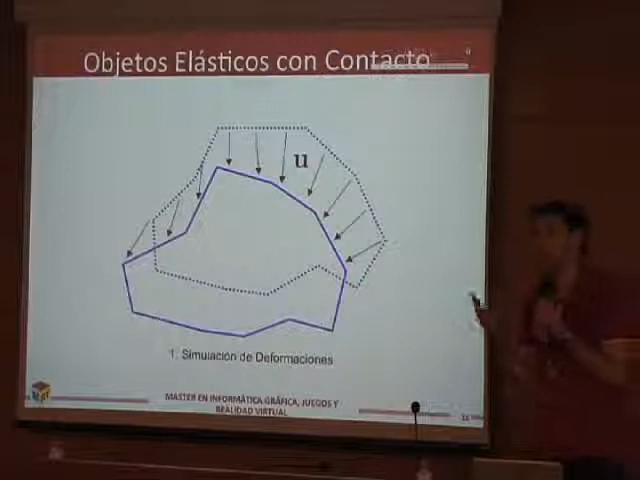 Objetos Elásticos con Contacto
u
1. Simulación de Deformaciones
MASTER EN INFORMÁTICA GRÁFICA, JUEGOS Y
REALIDAD VIRTUAL